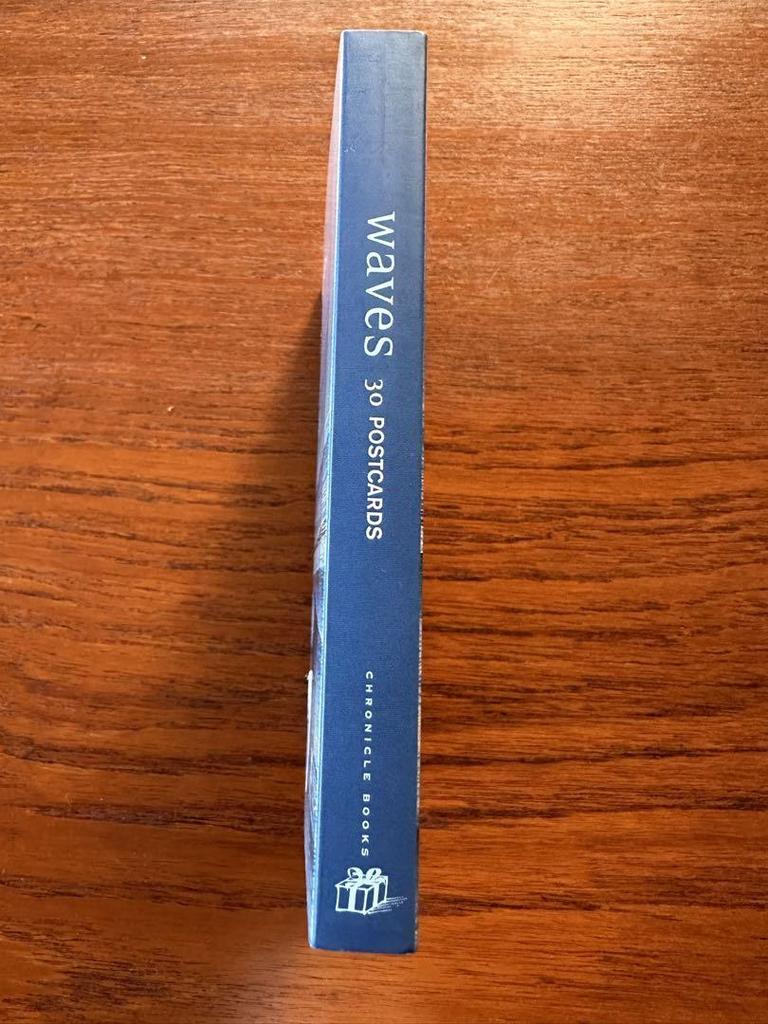 waves 30 POSTCARDS
CHRONICLE BOOKS